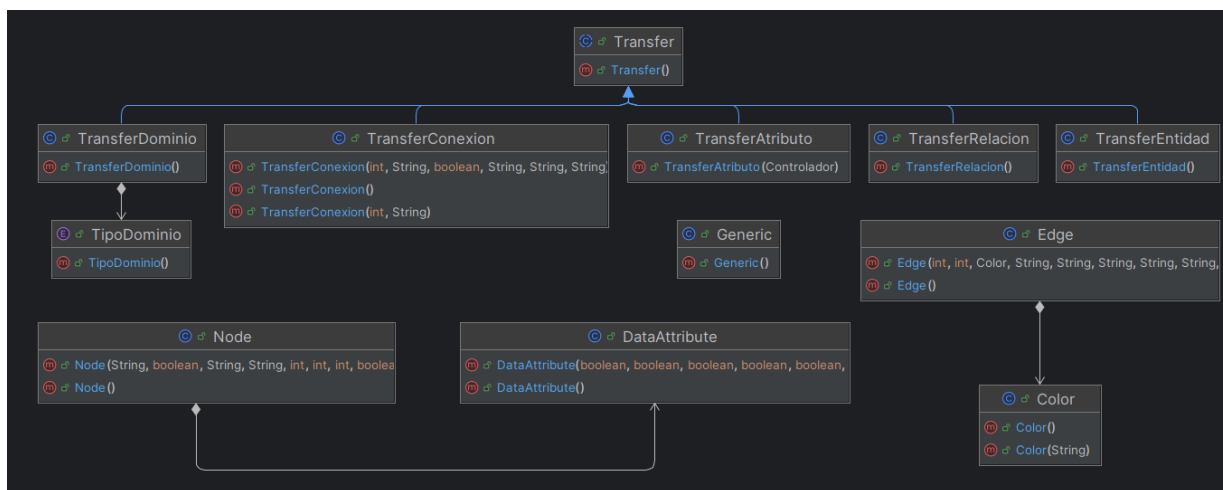 Transfer
Transfer()
TransferDominio
TransferDominio()
TransferConexion
TransferConexion(int, String, boolean, String, String, String)
TransferConexion()
TransferConexion(int, String)
TransferAtributo
TransferAtributo(Controlador)
TransferRelacion
TransferRelacion()
TransferEntidad
TransferEntidad()
TipoDominio
TipoDominio()
Generic
Generic()
Edge
Edge(int, int, Color, String, String, String, String, String,
Edge()
Node
Node(String, boolean, String, String, int, int, int, boolea
Node()
DataAttribute
DataAttribute(boolean, boolean, boolean, boolean, boolean,
DataAttribute()
Color
Color()
Color(String)